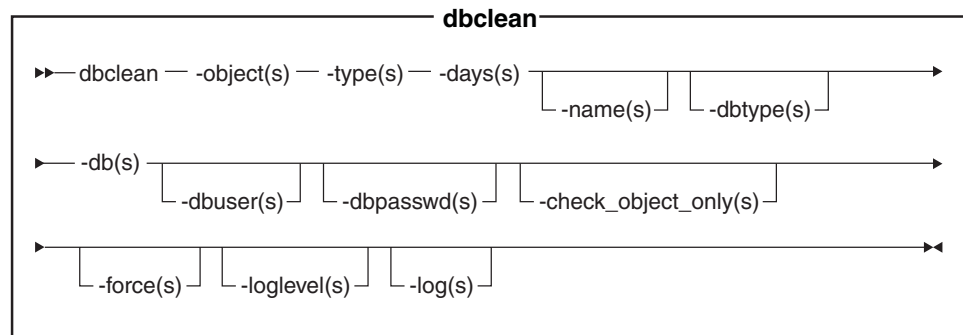 dbclean
dbclean -object(s) -type(s) -days(s)
-name(s) -dbtype(s)
-db(s)
-dbuser(s) -dbpasswd(s) -check_object_only(s)
-force(s) -loglevel(s) -log(s)